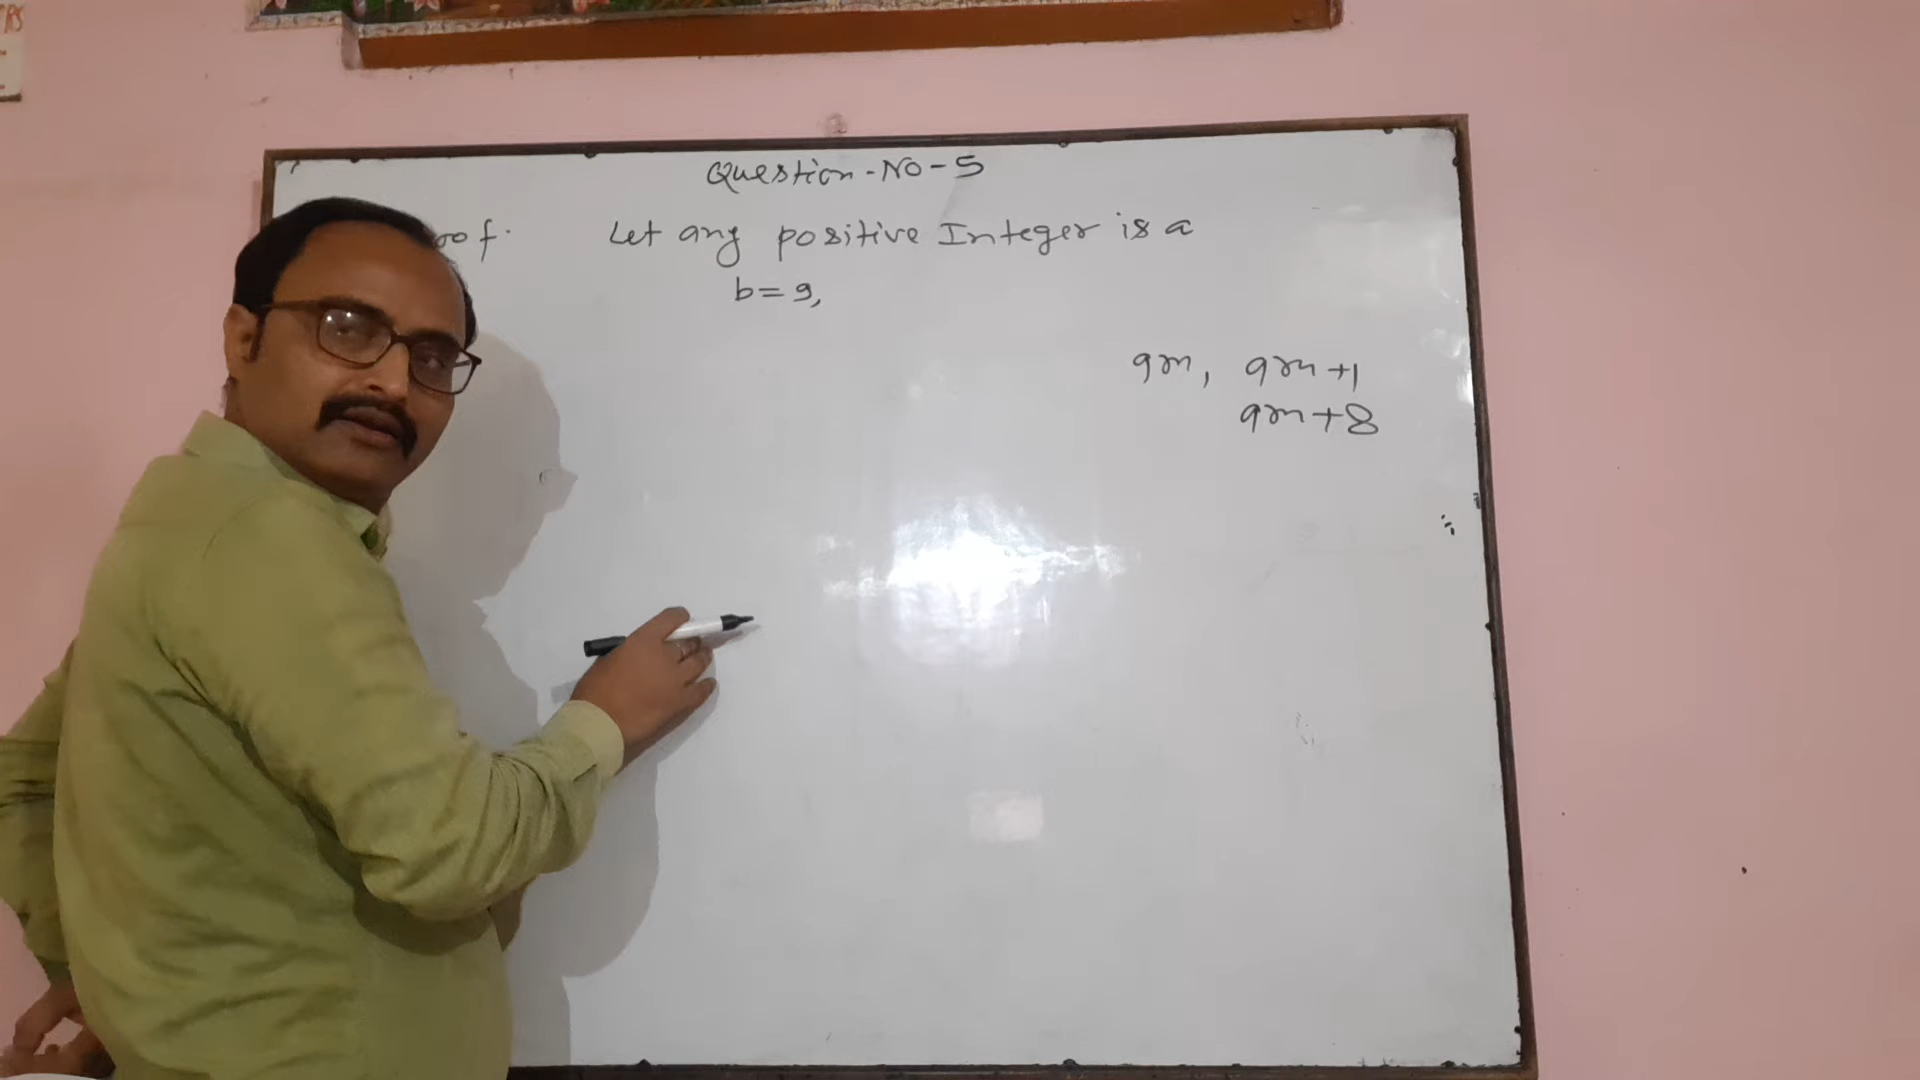 Question-No-5
oof. Let any positive Integer is a
b=9,
9m, 9m+1
9m+8